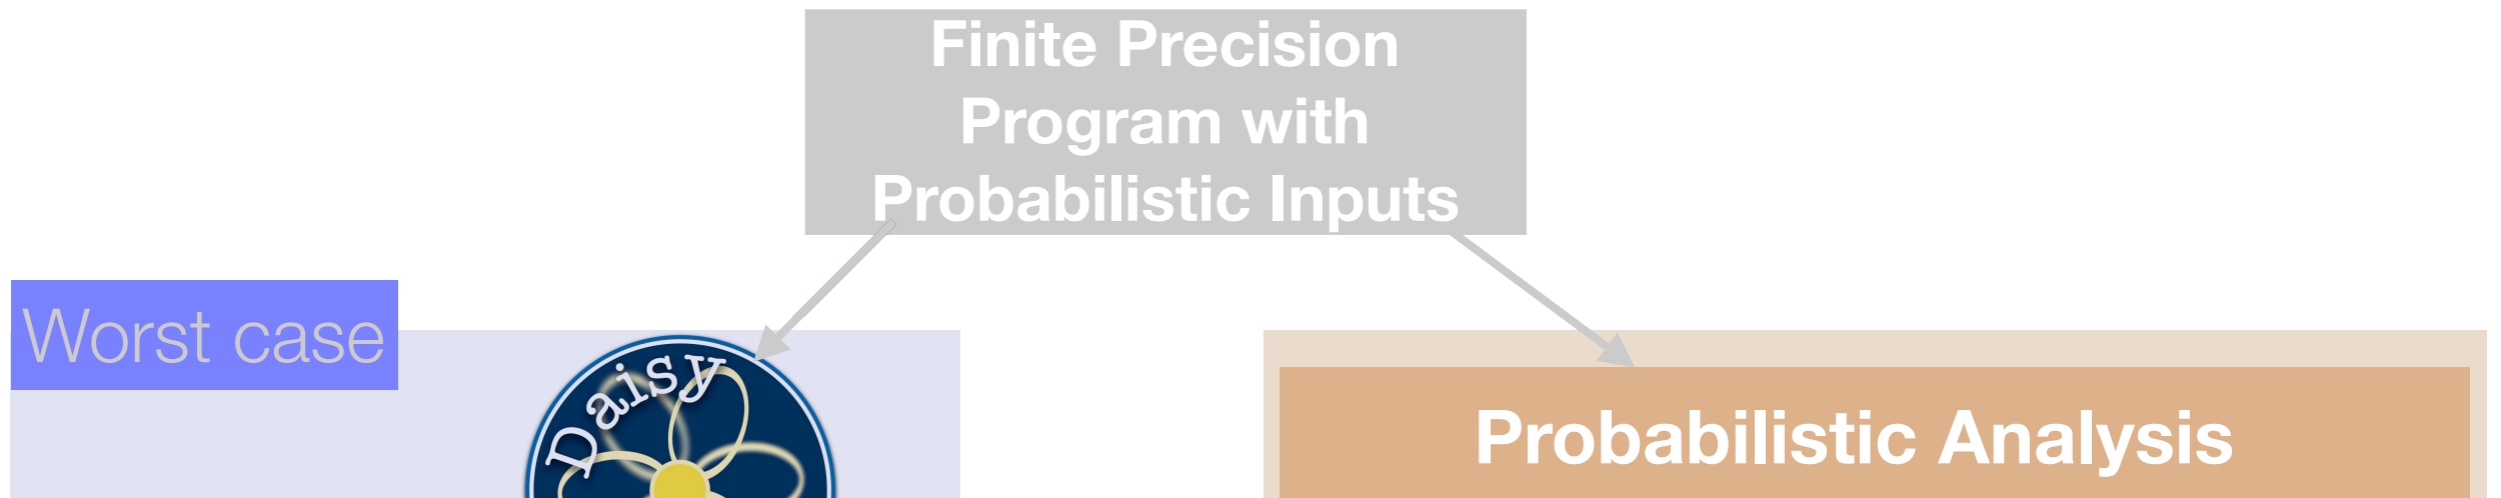 Finite Precision
Program with
Probabilistic Inputs
Worst case
Daisy
Probabilistic Analysis